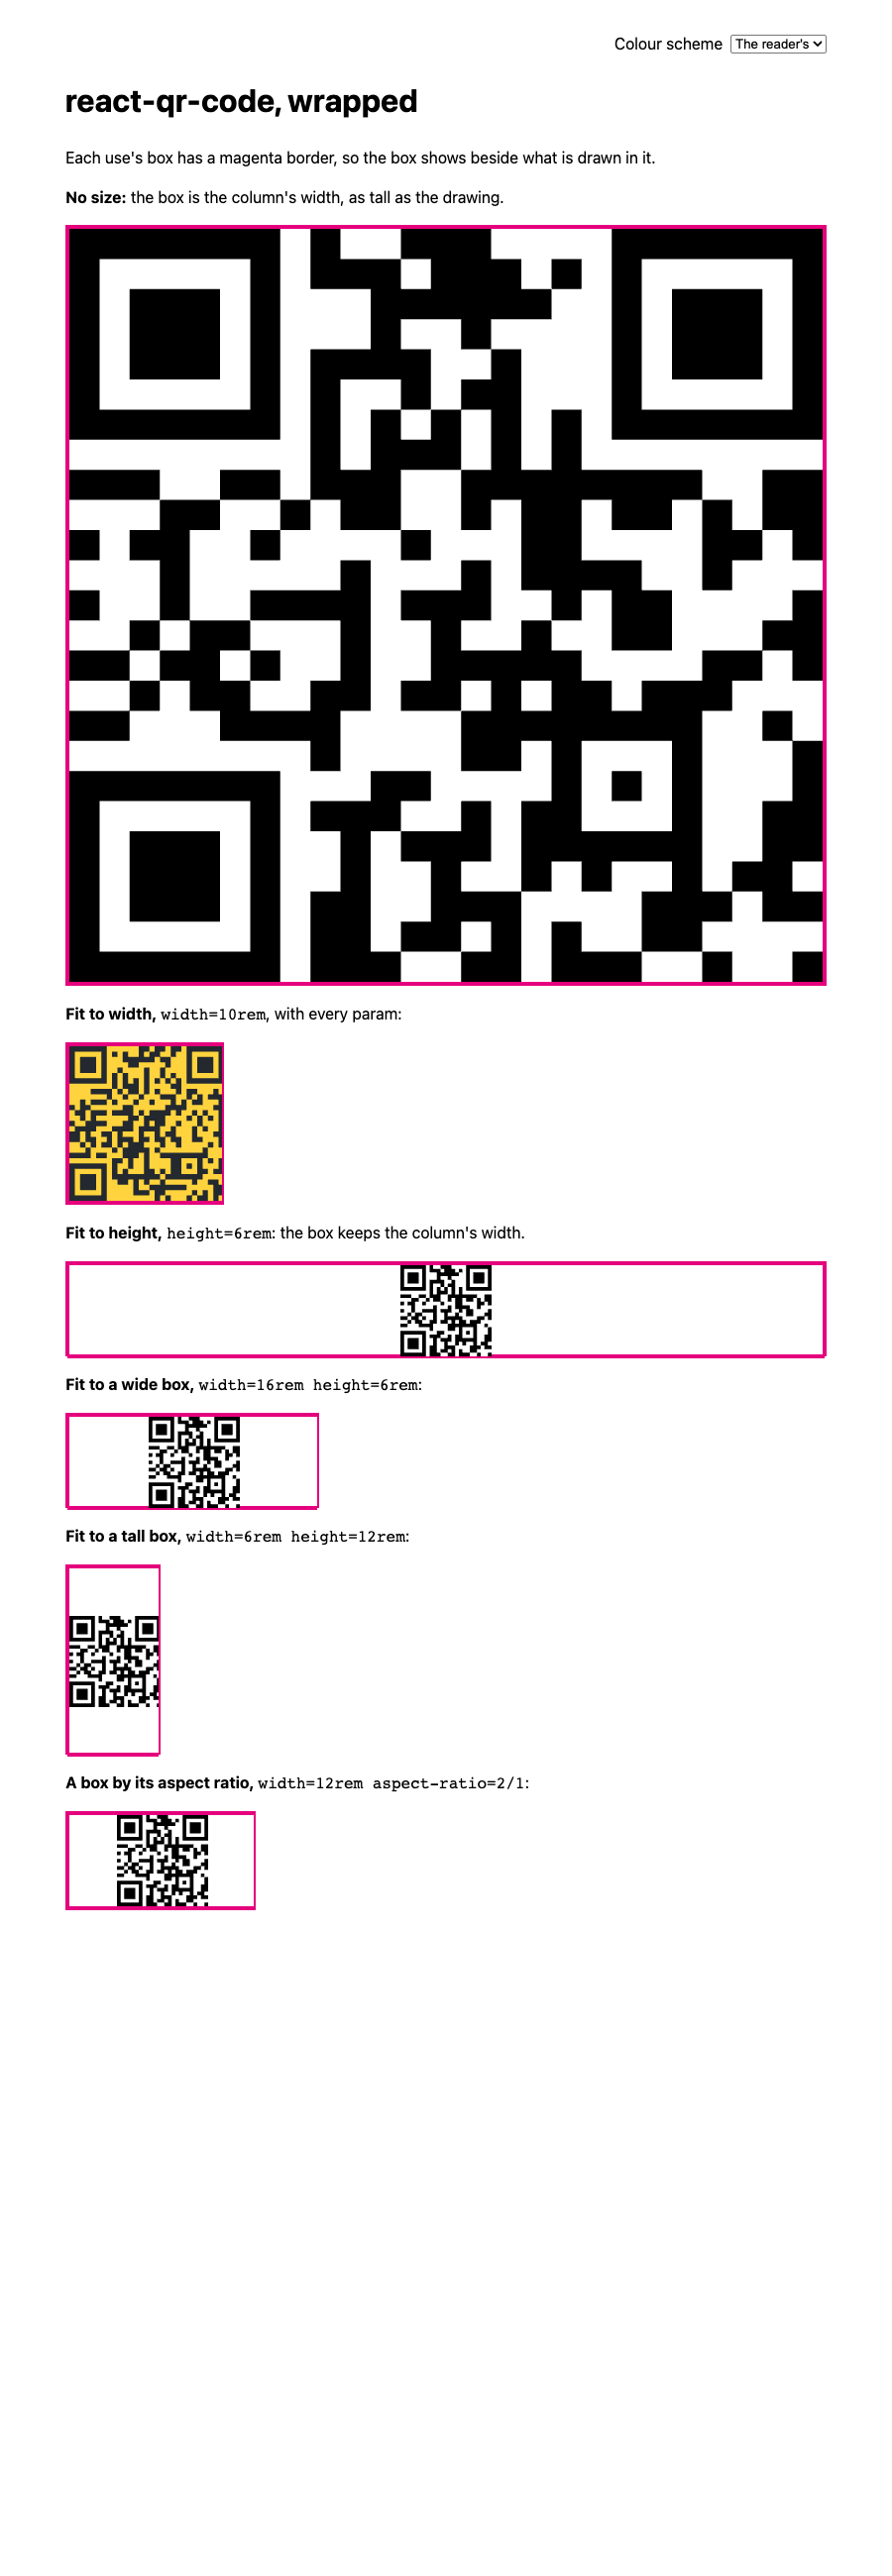 Colour scheme The reader's
react-qr-code, wrapped
Each use's box has a magenta border, so the box shows beside what is drawn in it.
No size: the box is the column's width, as tall as the drawing.
Fit to width, width=10rem, with every param:
Fit to height, height=6rem: the box keeps the column's width.
Fit to a wide box, width=16rem height=6rem:
Fit to a tall box, width=6rem height=12rem:
A box by its aspect ratio, width=12rem aspect-ratio=2/1: